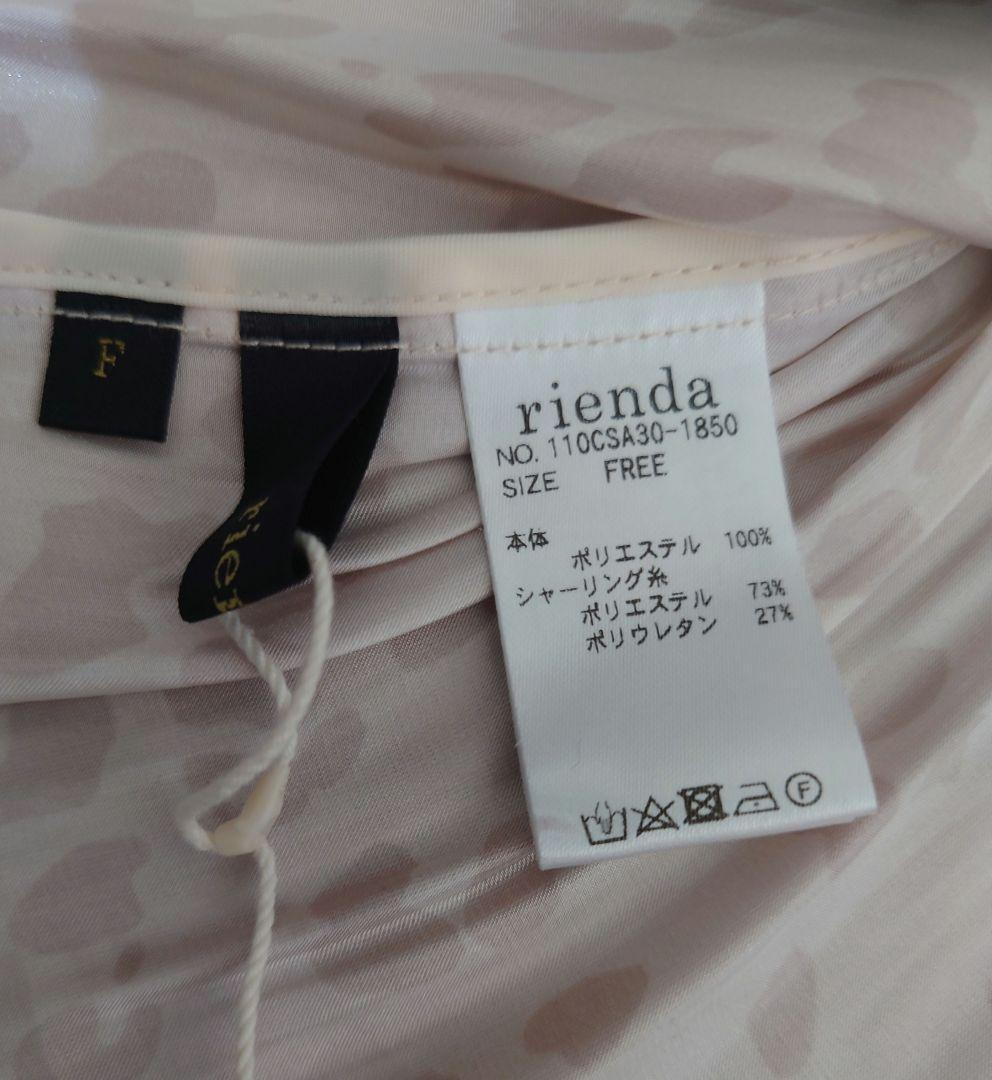 F
rien
rienda
NO. 110CSA30-1850
SIZE FREE
本体
ポリエステル 100%
シャーリング糸
ポリエステル 73%
ポリウレタン 27%
F